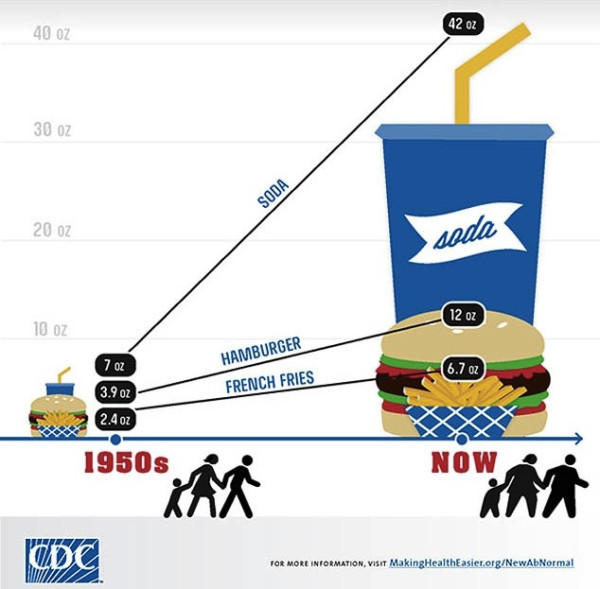 40 oz
42 oz
30 oz
SODA
20 oz
soda
10 oz
12 oz
HAMBURGER
7 oz
6.7 oz
FRENCH FRIES
3.9 oz
2.4 oz
1950s
NOW
CDC
FOR MORE INFORMATION, VISIT MakingHealthEasier.org/NewAbNormal